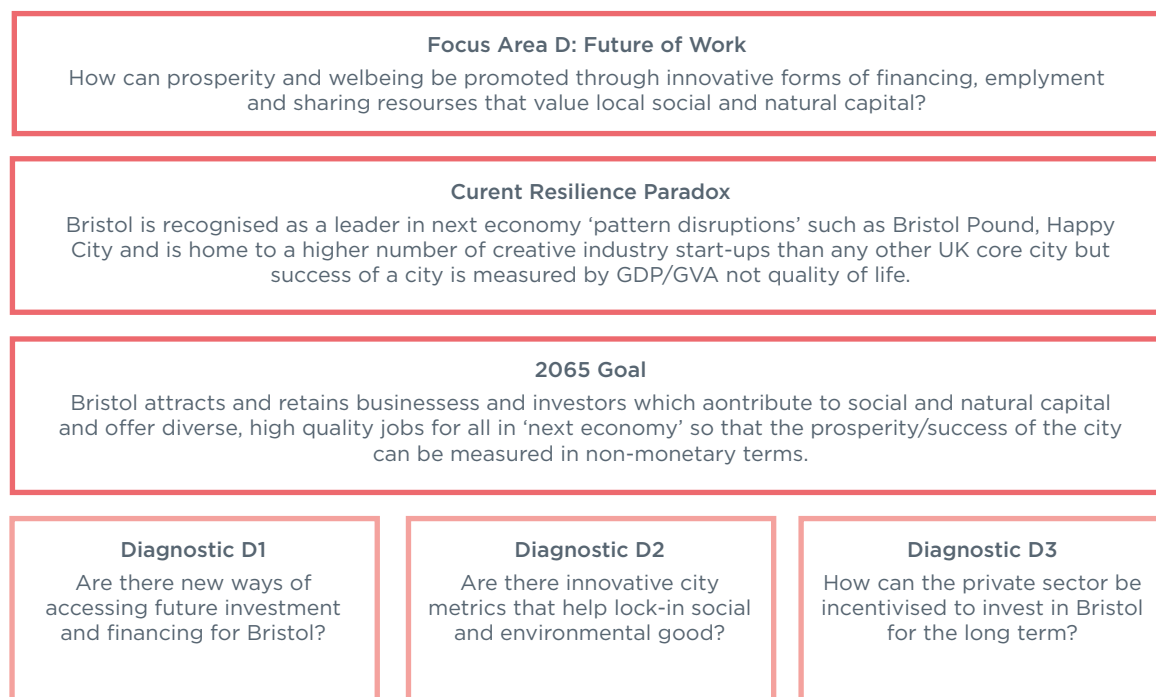 Focus Area D: Future of Work
How can prosperity and welbeing be promoted through innovative forms of financing, emplyment
and sharing resourses that value local social and natural capital?
Curent Resilience Paradox
Bristol is recognised as a leader in next economy ‘pattern disruptions’ such as Bristol Pound, Happy
City and is home to a higher number of creative industry start-ups than any other UK core city but
success of a city is measured by GDP/GVA not quality of life.
2065 Goal
Bristol attracts and retains businessess and investors which aontribute to social and natural capital
and offer diverse, high quality jobs for all in ‘next economy’ so that the prosperity/success of the city
can be measured in non-monetary terms.
Diagnostic D1
Are there new ways of
accessing future investment
and financing for Bristol?
Diagnostic D2
Are there innovative city
metrics that help lock-in social
and environmental good?
Diagnostic D3
How can the private sector be
incentivised to invest in Bristol
for the long term?